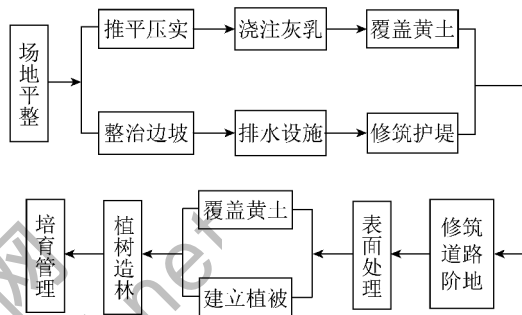 场地平整
推平压实
浇注灰乳
覆盖黄土
整治边坡
排水设施
修筑护堤
修筑道路阶地
表面处理
覆盖黄土
建立植被
植树造林
培育管理
网
net